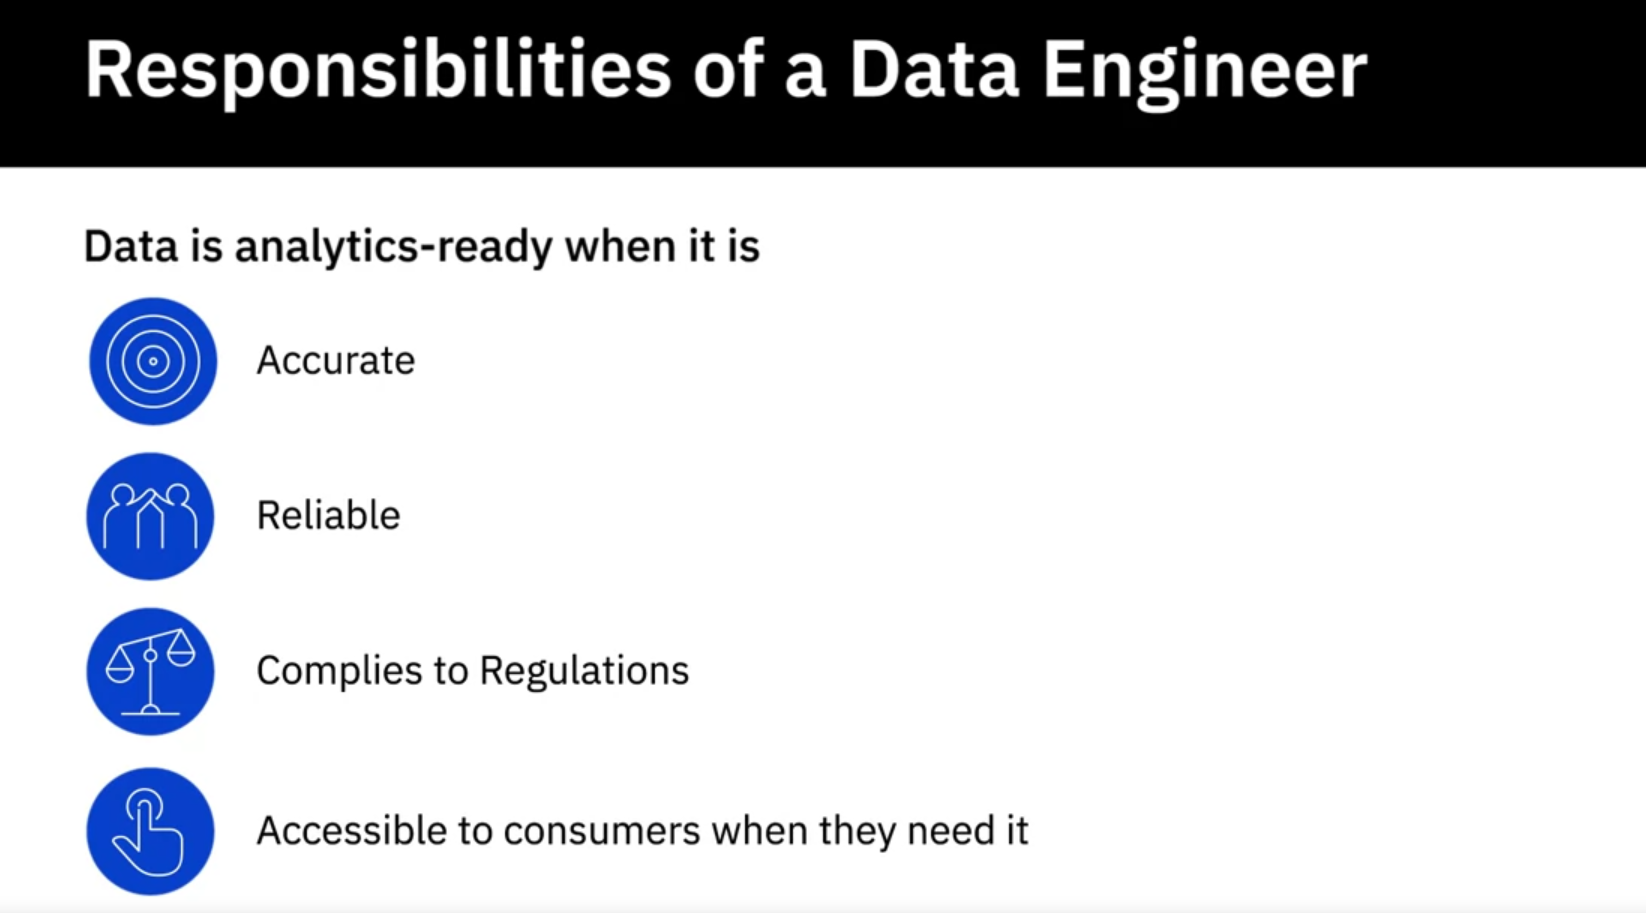 Responsibilities of a Data Engineer
Data is analytics-ready when it is
Accurate
Reliable
Complies to Regulations
Accessible to consumers when they need it